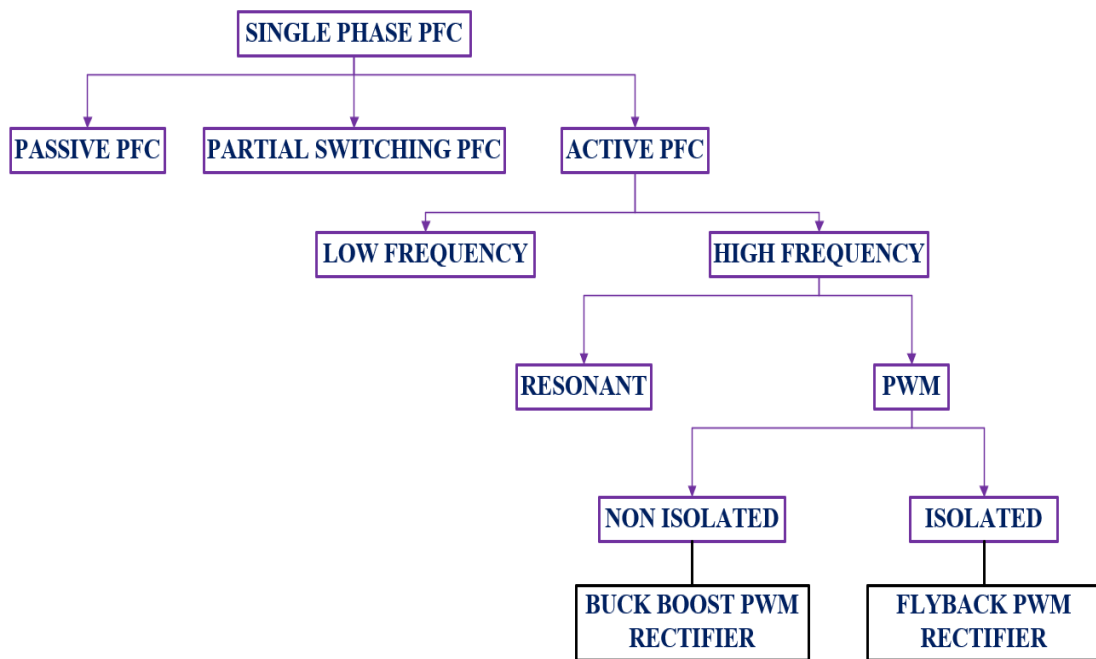 SINGLE PHASE PFC
PASSIVE PFC
PARTIAL SWITCHING PFC
ACTIVE PFC
LOW FREQUENCY
HIGH FREQUENCY
RESONANT
PWM
NON ISOLATED
ISOLATED
BUCK BOOST PWM
RECTIFIER
FLYBACK PWM
RECTIFIER